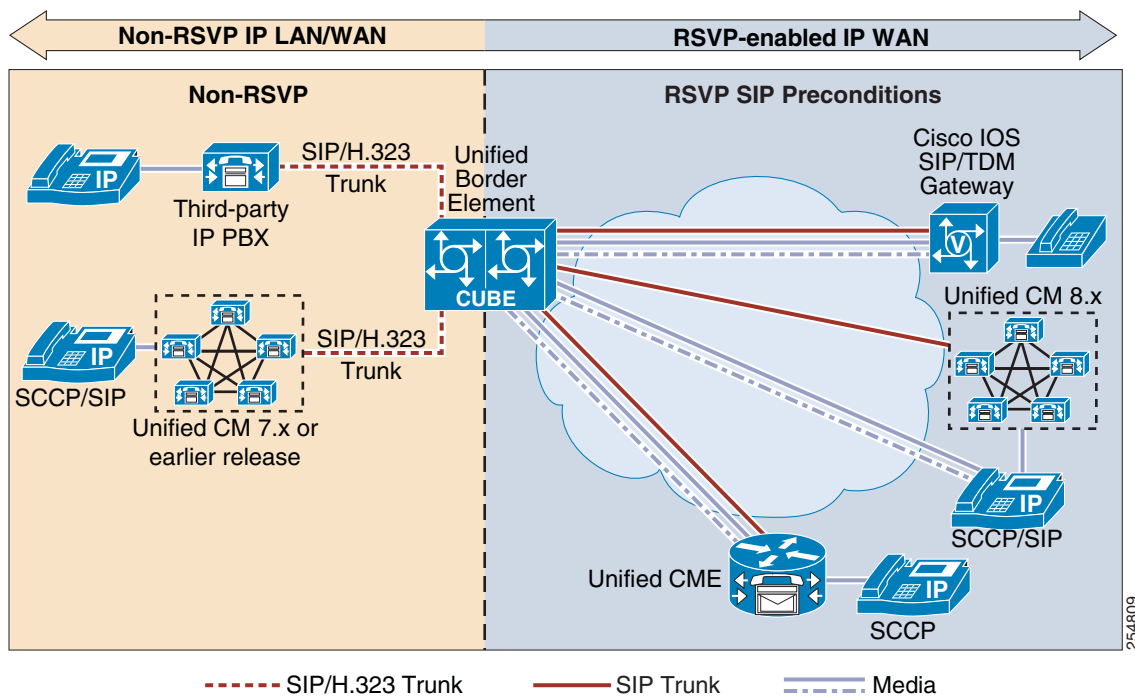 Non-RSVP IP LAN/WAN
RSVP-enabled IP WAN
Non-RSVP
RSVP SIP Preconditions
IP
Third-party
IP PBX
SIP/H.323
Trunk
Unified
Border
Element
CUBE
Cisco IOS
SIP/TDM
Gateway
V
IP
SCCP/SIP
Unified CM 7.x or
earlier release
SIP/H.323
Trunk
Unified CM 8.x
IP
SCCP/SIP
Unified CME
IP
SCCP
254809
SIP/H.323 Trunk
SIP Trunk
Media